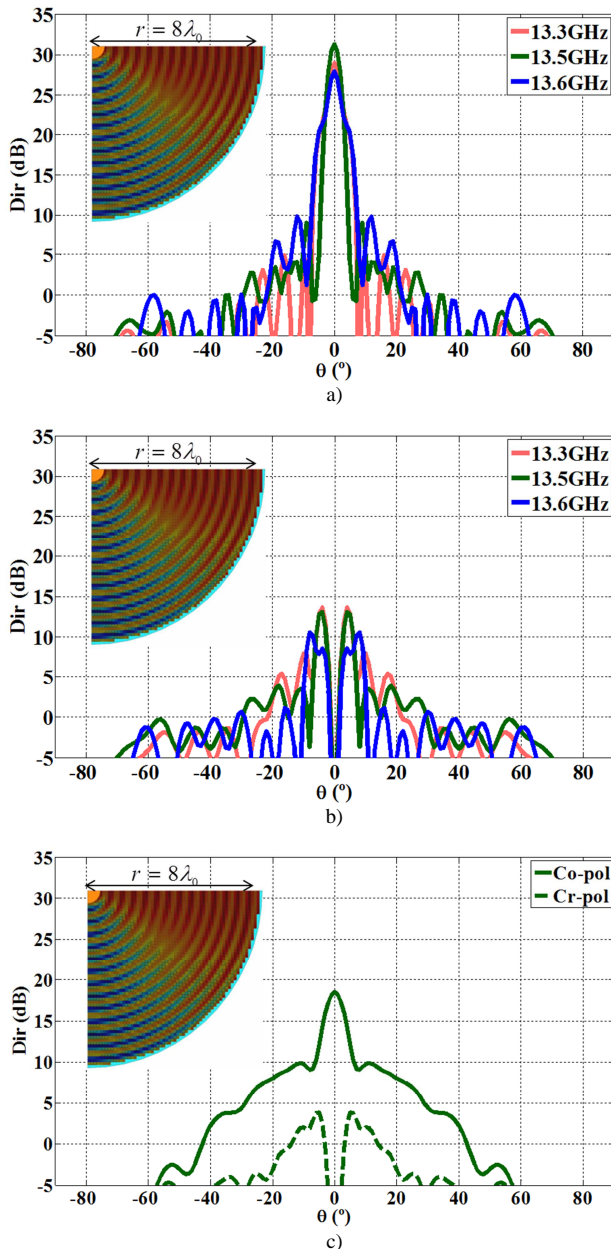 35
30
25
20
15
10
5
0
-5
Dir (dB)
r = 8λ₀
13.3GHz
13.5GHz
13.6GHz
-80 -60 -40 -20 0 20 40 60 80
θ (º)
a)
35
30
25
20
15
10
5
0
-5
Dir (dB)
r = 8λ₀
13.3GHz
13.5GHz
13.6GHz
-80 -60 -40 -20 0 20 40 60 80
θ (º)
b)
35
30
25
20
15
10
5
0
-5
Dir (dB)
r = 8λ₀
Co-pol
Cr-pol
-80 -60 -40 -20 0 20 40 60 80
θ (º)
c)